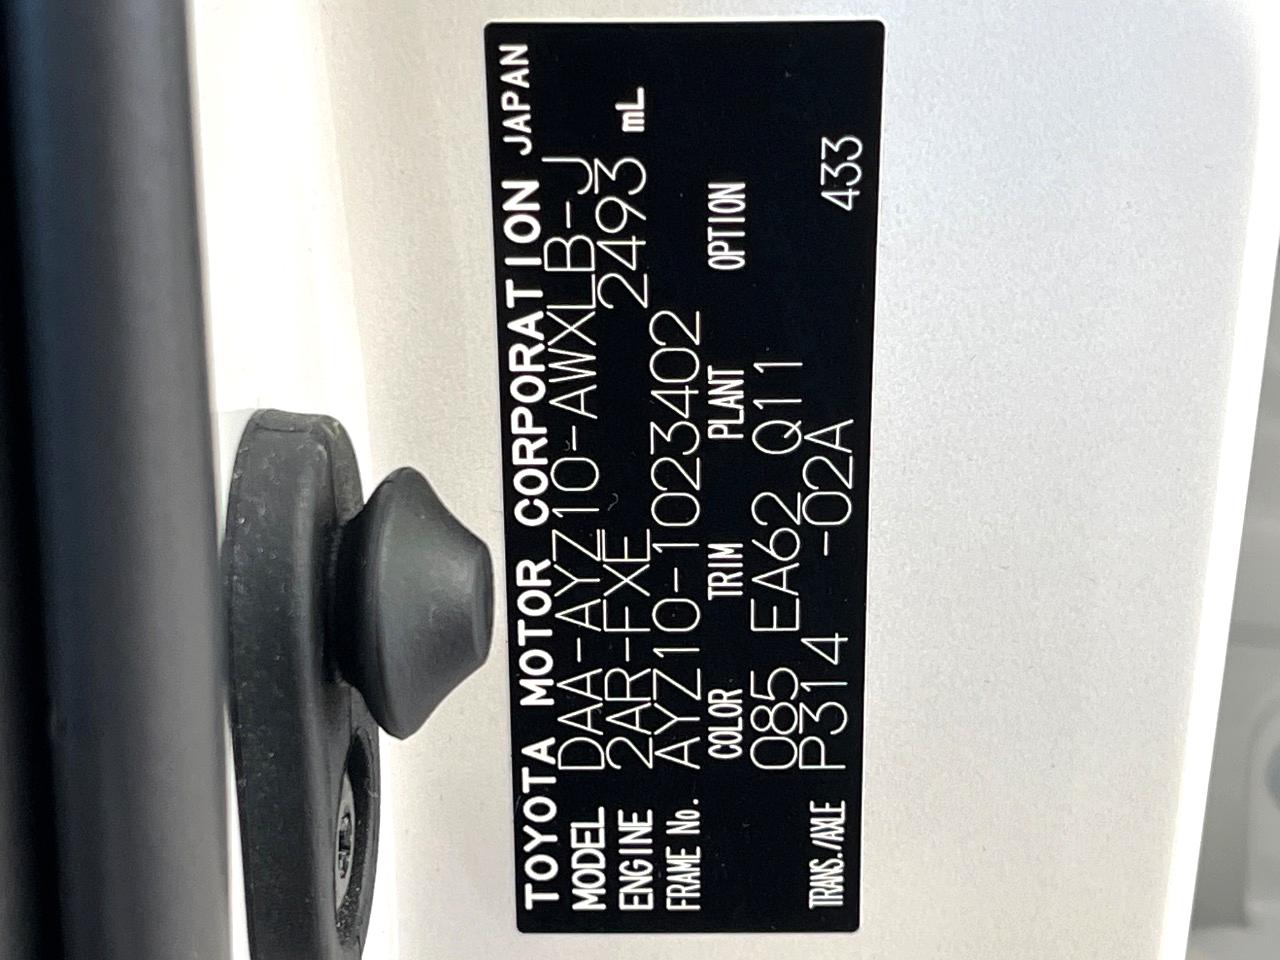 TOYOTA MOTOR CORPORATION JAPAN
MODEL DAA-AYZ10-AWXLB-J
ENGINE 2AR-FXE 2493 mL
FRAME No. AYZ10-1023402
COLOR TRIM PLANT OPTION
085 EA62 Q11
TRANS./AXLE P314 -02A 433